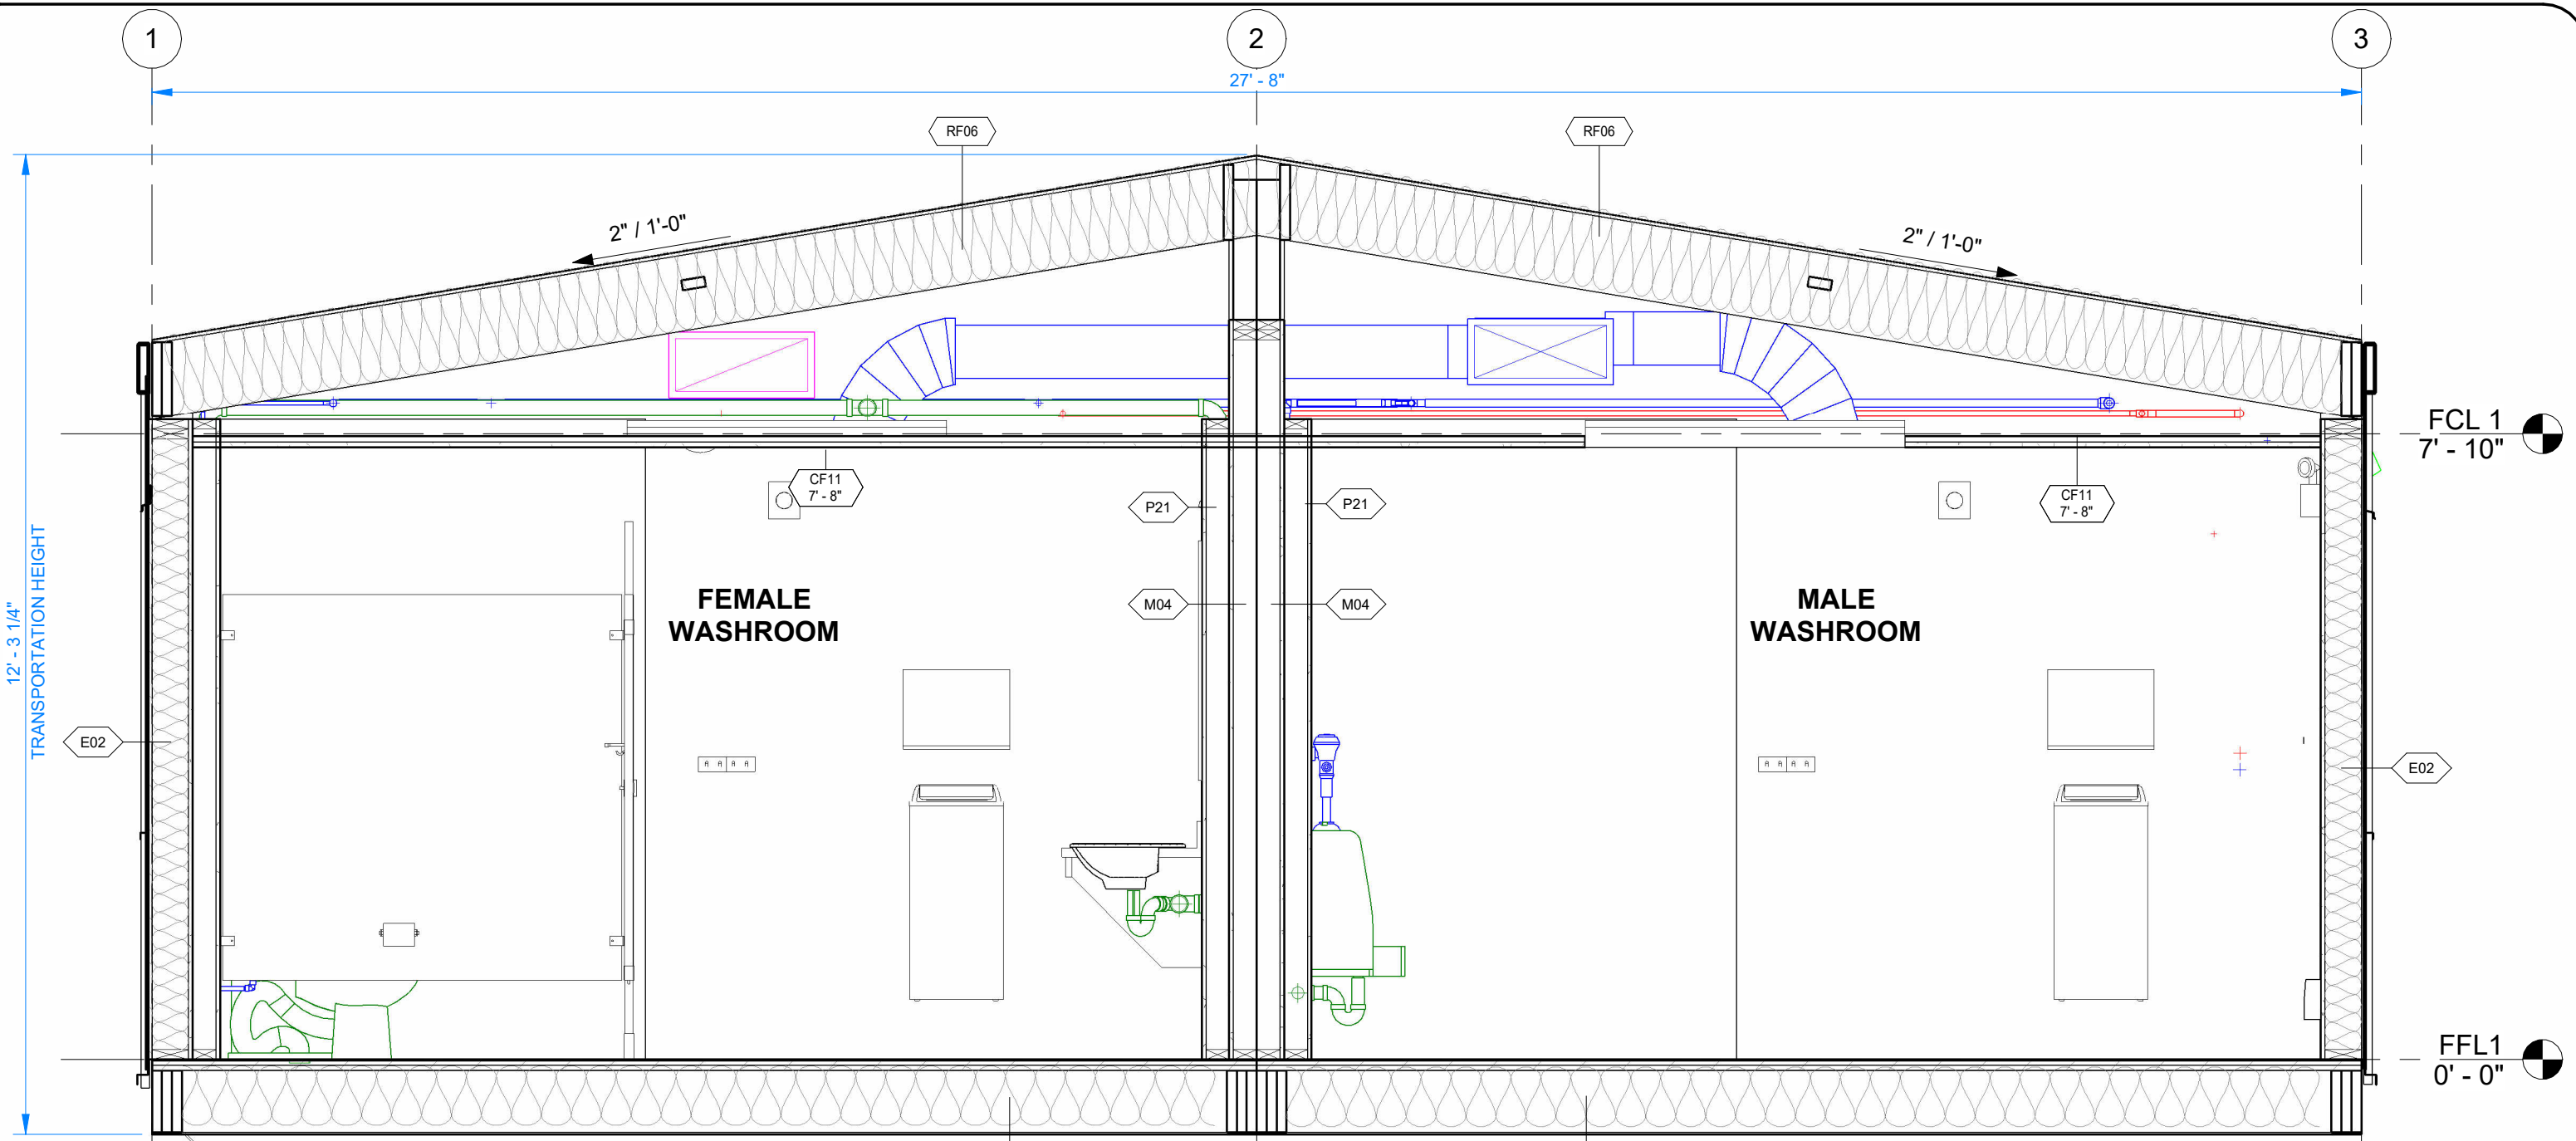 1
2
3
27' - 8"
RF06
RF06
2" / 1'-0"
2" / 1'-0"
FCL 1
7' - 10"
CF11
7' - 8"
CF11
7' - 8"
P21
P21
12' - 3 1/4"
TRANSPORTATION HEIGHT
FEMALE
WASHROOM
M04
M04
MALE
WASHROOM
E02
E02
A A A A
A A A A
FFL1
0' - 0"